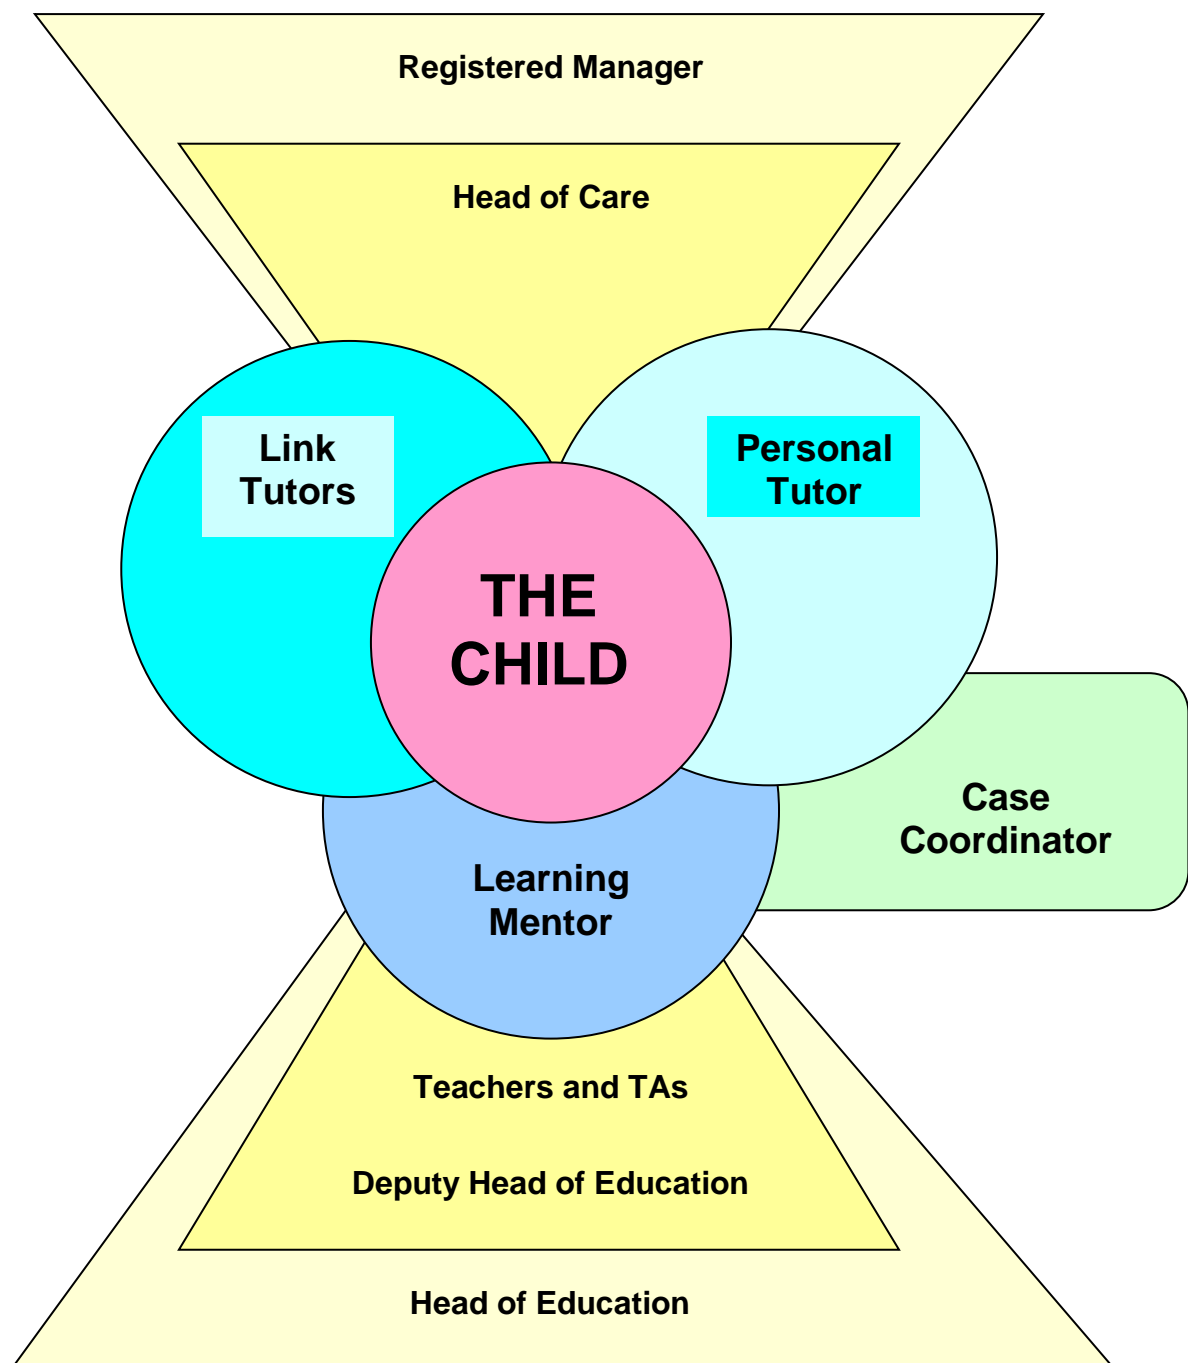 Registered Manager
Head of Care
Link
Tutors
Personal
Tutor
THE
CHILD
Case
Coordinator
Learning
Mentor
Teachers and TAs
Deputy Head of Education
Head of Education